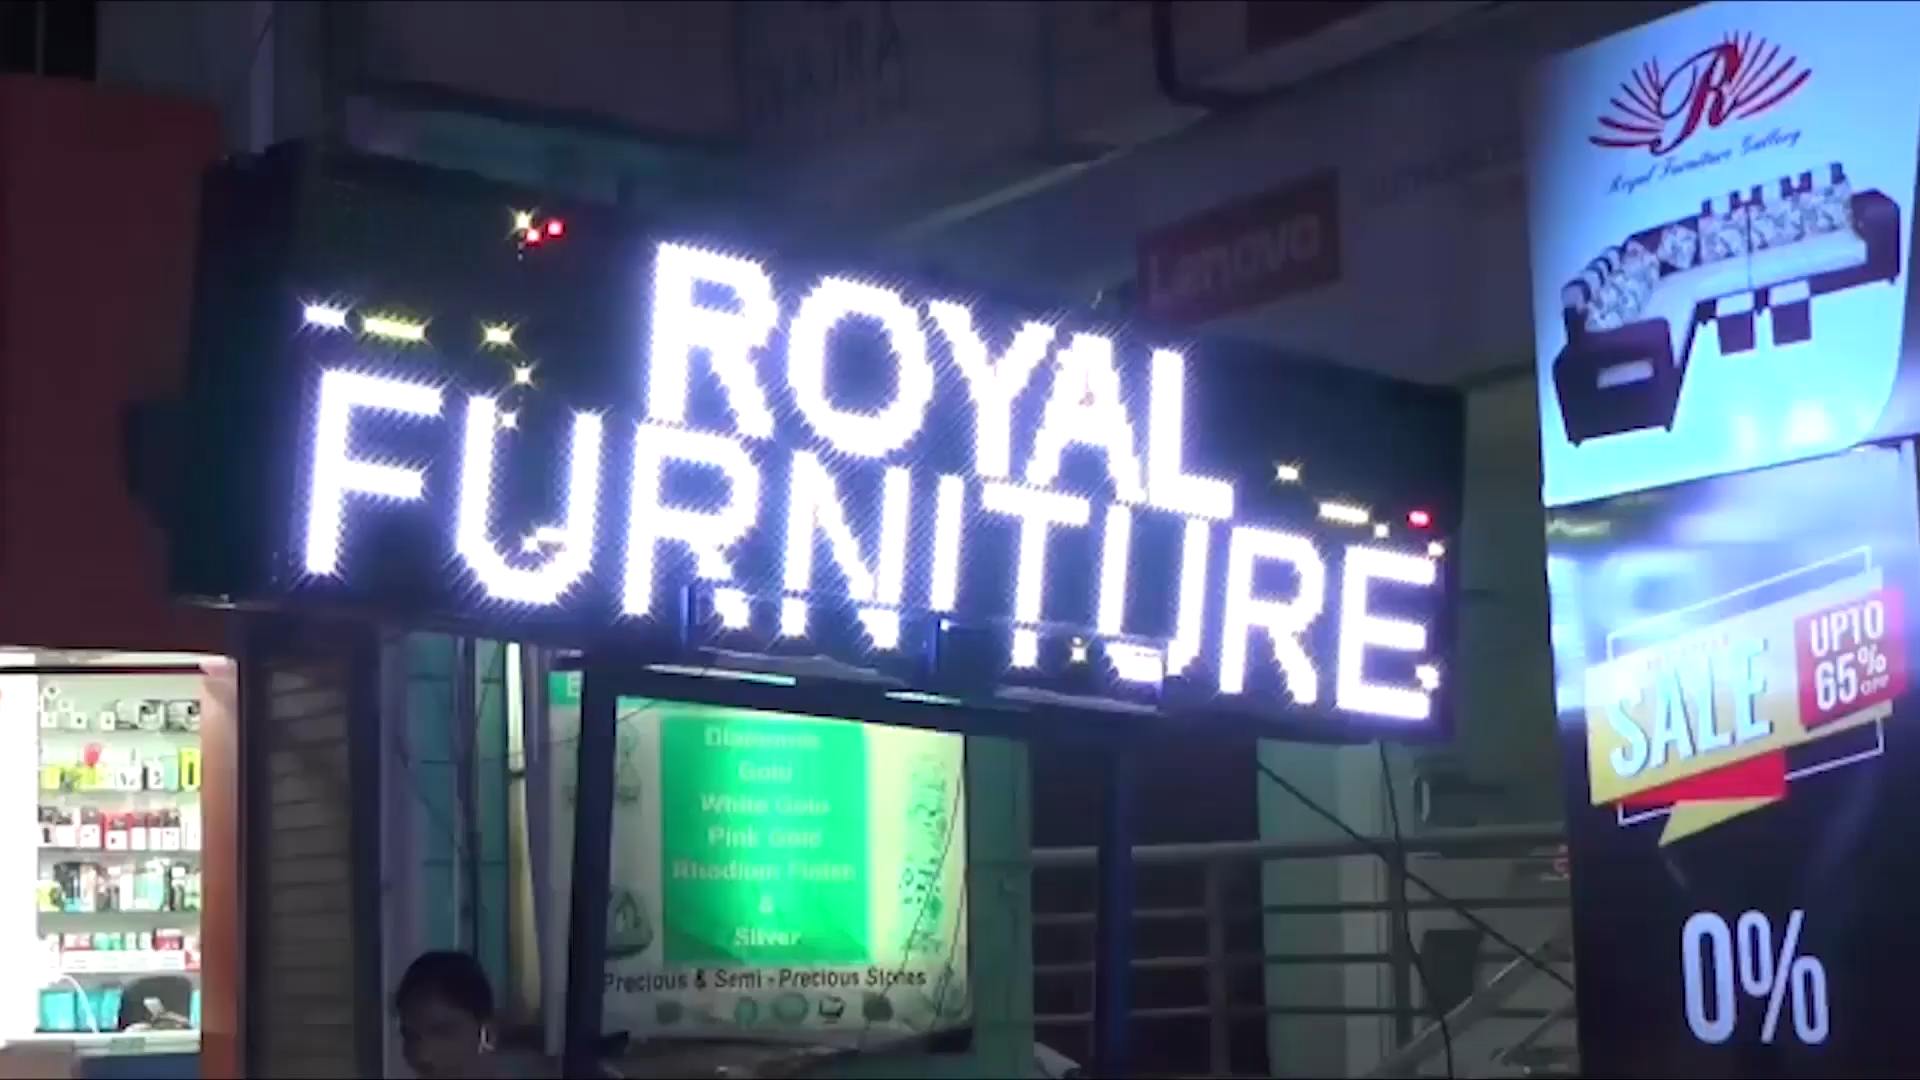 ROYAL
FURNITURE
Lenovo
R
Royal Furniture Gallery
SALE
UPTO
65%
OFF
0%
Diamonds
Gold
White Gold
Pink Gold
Rhodium Plated
&
Silver
Precious & Semi - Precious Stones